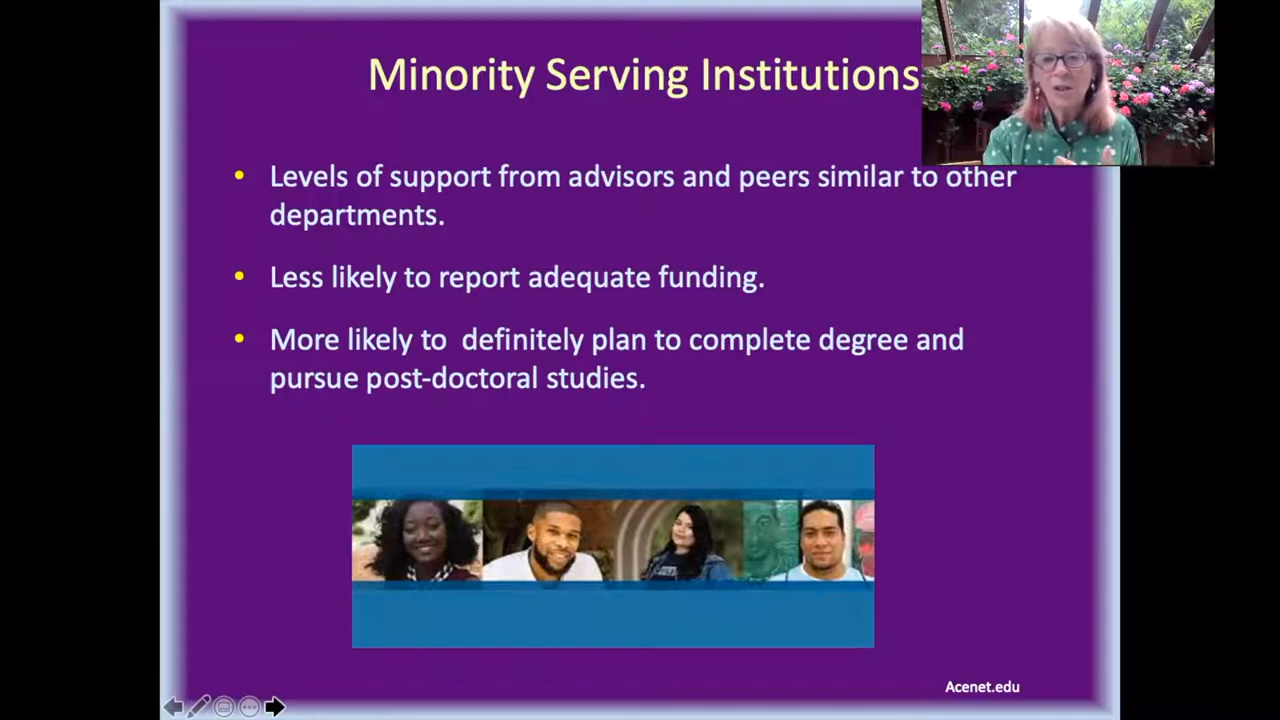 Minority Serving Institutions
• Levels of support from advisors and peers similar to other
departments.
• Less likely to report adequate funding.
• More likely to  definitely plan to complete degree and
pursue post-doctoral studies.
Acenet.edu